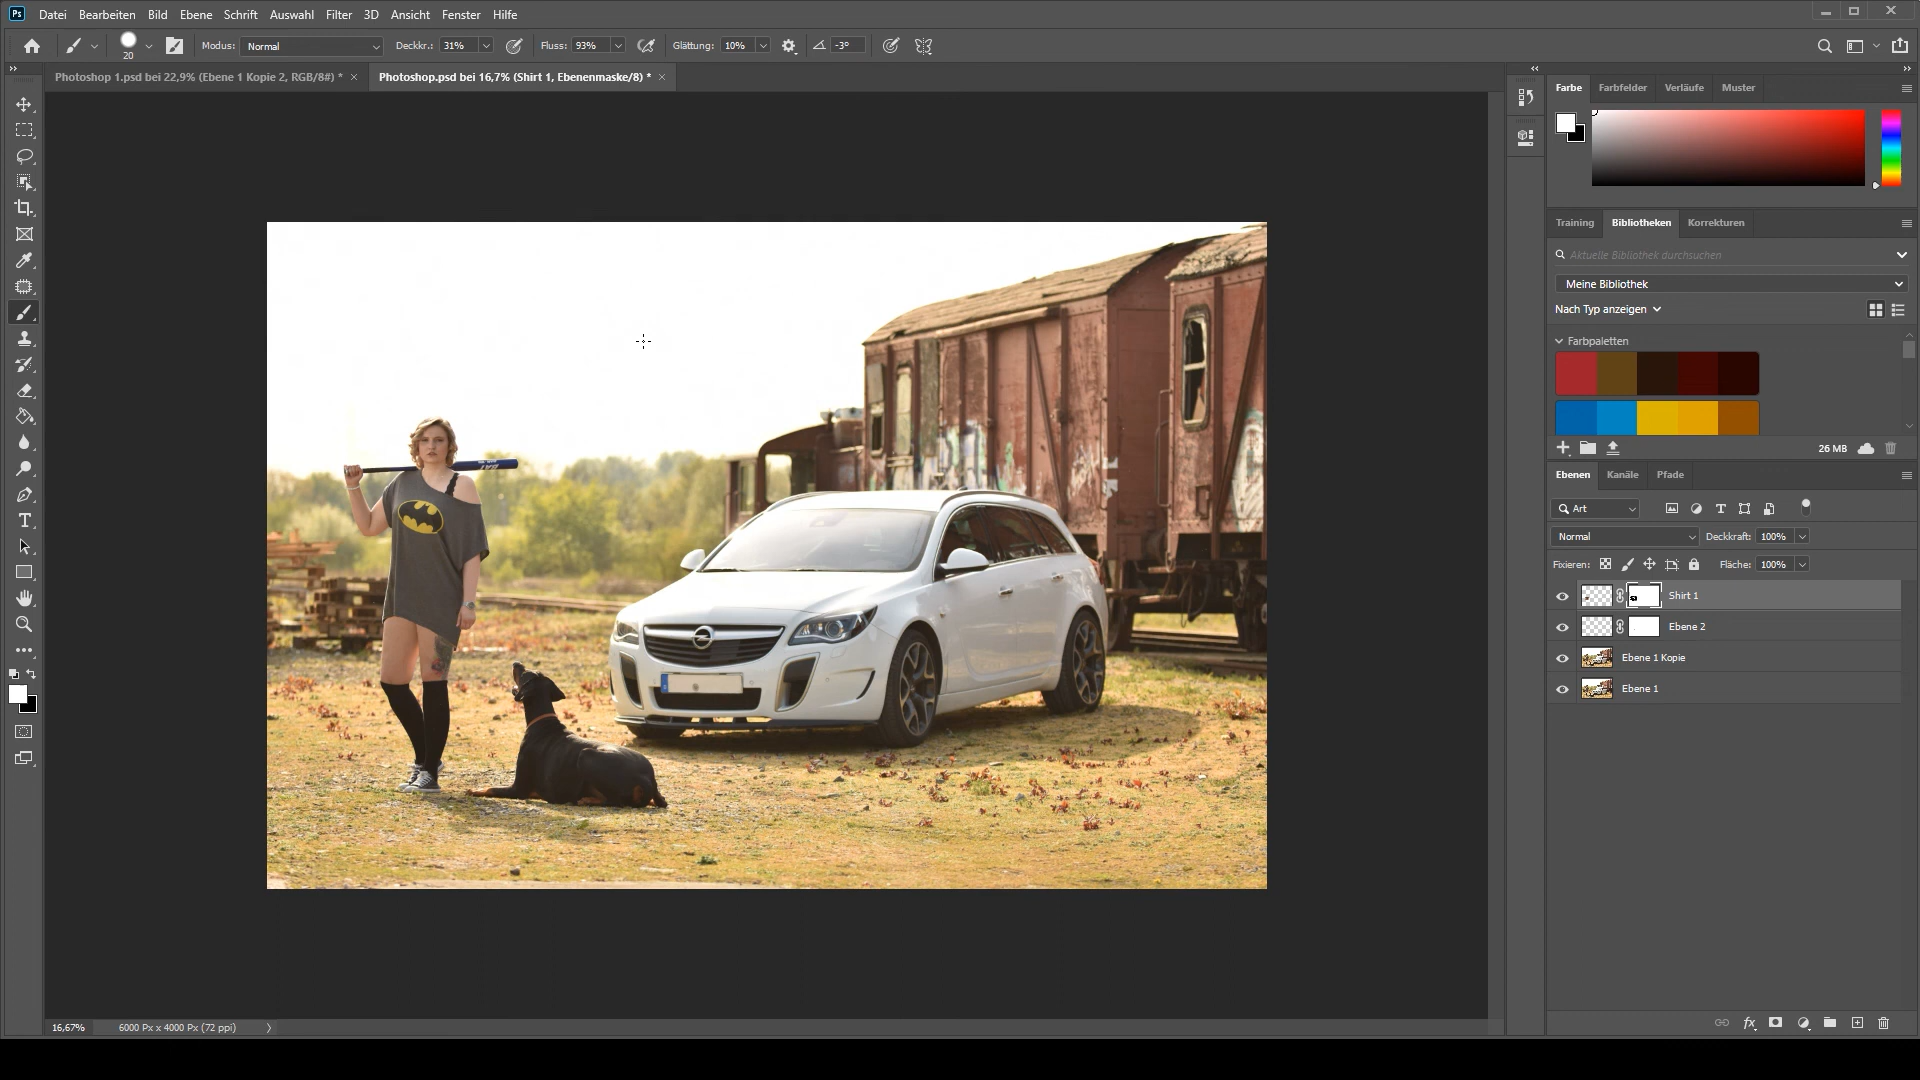 Ps Datei Bearbeiten Bild Ebene Schrift Auswahl Filter 3D Ansicht Fenster Hilfe
20 Modus: Normal Deckkr.: 31% Fluss: 93% Glättung: 10% -3°
Photoshop 1.psd bei 22,9% (Ebene 1 Kopie 2, RGB/8#) * Photoshop.psd bei 16,7% (Shirt 1, Ebenenmaske/8) *
Farbe Farbfelder Verläufe Muster
Training Bibliotheken Korrekturen
Aktuelle Bibliothek durchsuchen
Meine Bibliothek
Nach Typ anzeigen
Farbpaletten
26 MB
Ebenen Kanäle Pfade
Art
Normal Deckkraft: 100%
Fixieren: Fläche: 100%
Shirt 1
Ebene 2
Ebene 1 Kopie
Ebene 1
16,67% 6000 Px x 4000 Px (72 ppi)